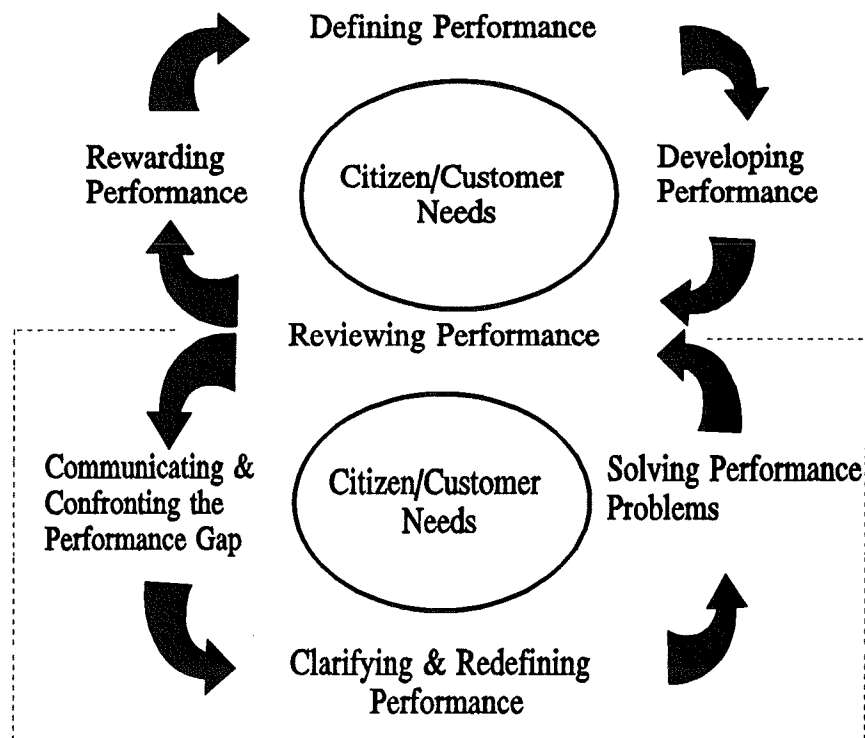 Defining Performance
Rewarding
Performance
Citizen/Customer
Needs
Developing
Performance
Reviewing Performance
Communicating &
Confronting the
Performance Gap
Citizen/Customer
Needs
Solving Performance
Problems
Clarifying & Redefining
Performance